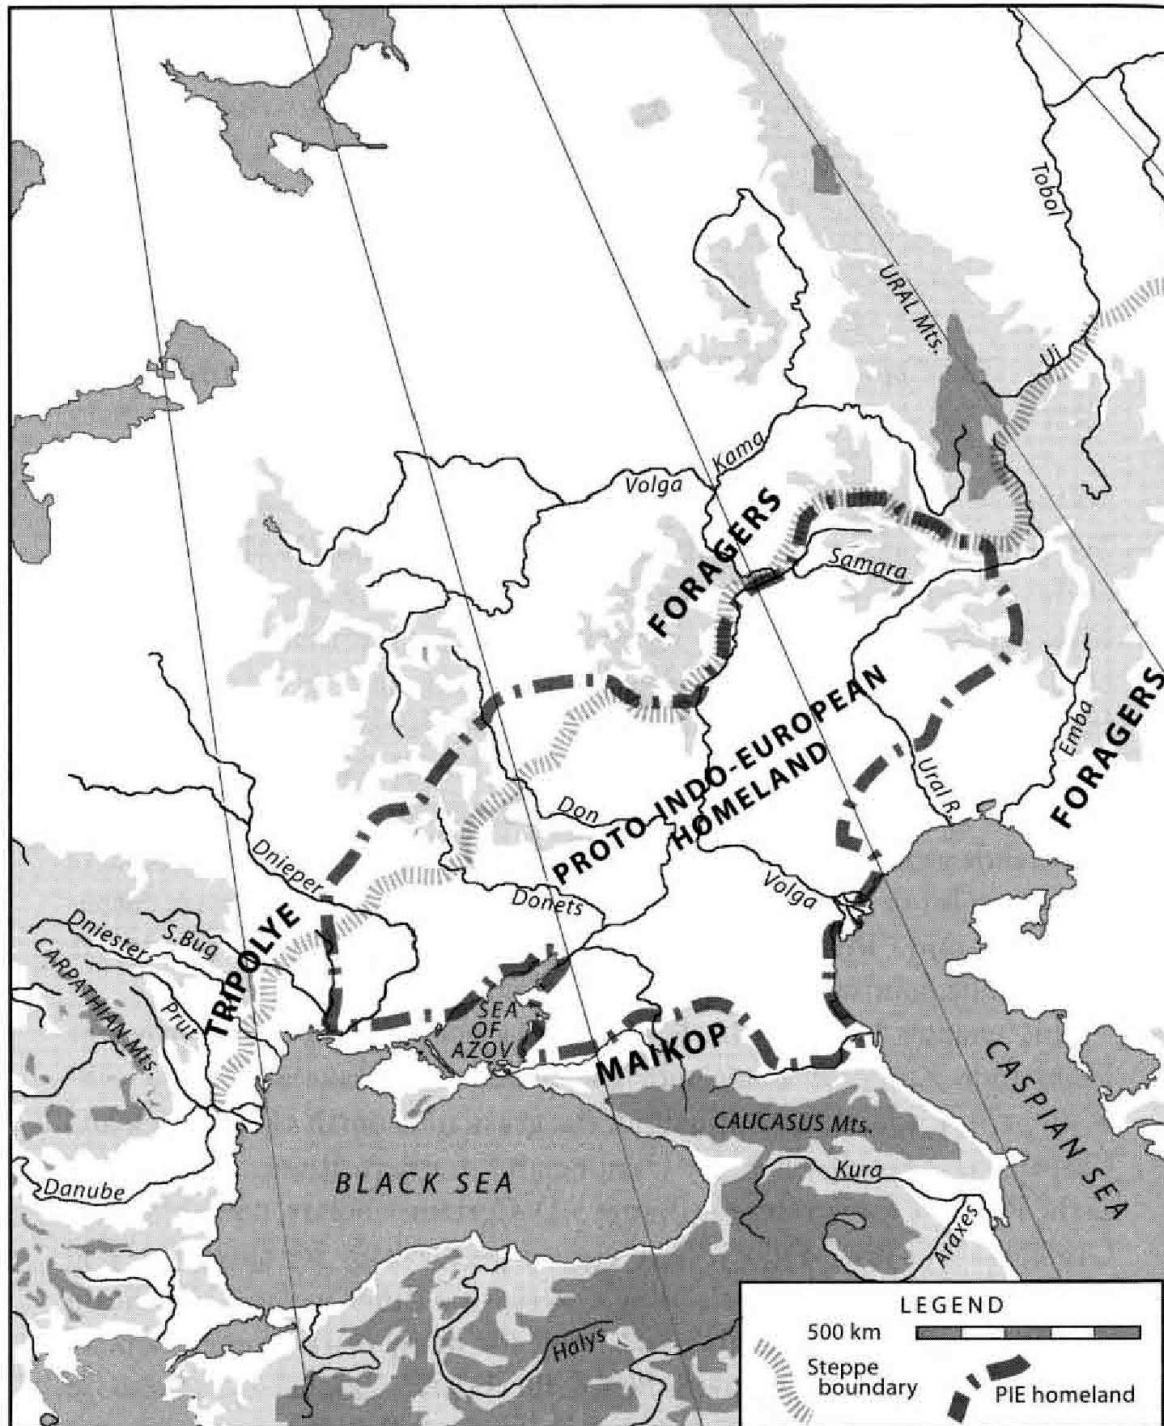 Tobol
URAL Mts.
Ui
Kama
Volga
FORAGERS
Samara
PROTO-INDO-EUROPEAN
HOMELAND
Emba
FORAGERS
Ural R.
Don
Dnieper
Donets
Volga
S.Bug
Dniester
TRIPOLYE
CARPATHIAN Mts.
Prut
SEA
OF
AZOV
MAIKOP
CASPIAN SEA
CAUCASUS Mts.
Kura
BLACK SEA
Danube
Araxes
Halys
LEGEND
500 km
Steppe
boundary
PIE homeland